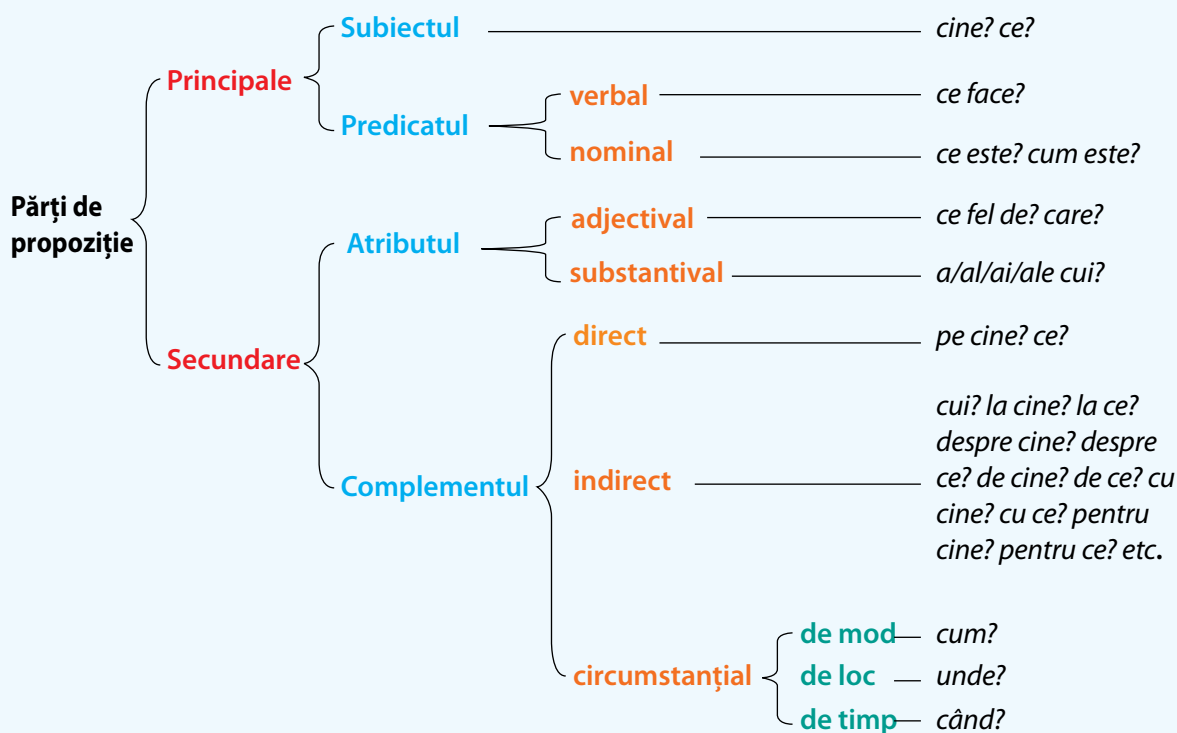 Părți de
propoziție
Principale
Subiectul
cine? ce?
Predicatul
verbal
ce face?
nominal
ce este? cum este?
Secundare
Atributul
adjectival
ce fel de? care?
substantival
a/al/ai/ale cui?
Complementul
direct
pe cine? ce?
indirect
cui? la cine? la ce?
despre cine? despre
ce? de cine? de ce? cu
cine? cu ce? pentru
cine? pentru ce? etc.
circumstanțial
de mod
cum?
de loc
unde?
de timp
când?